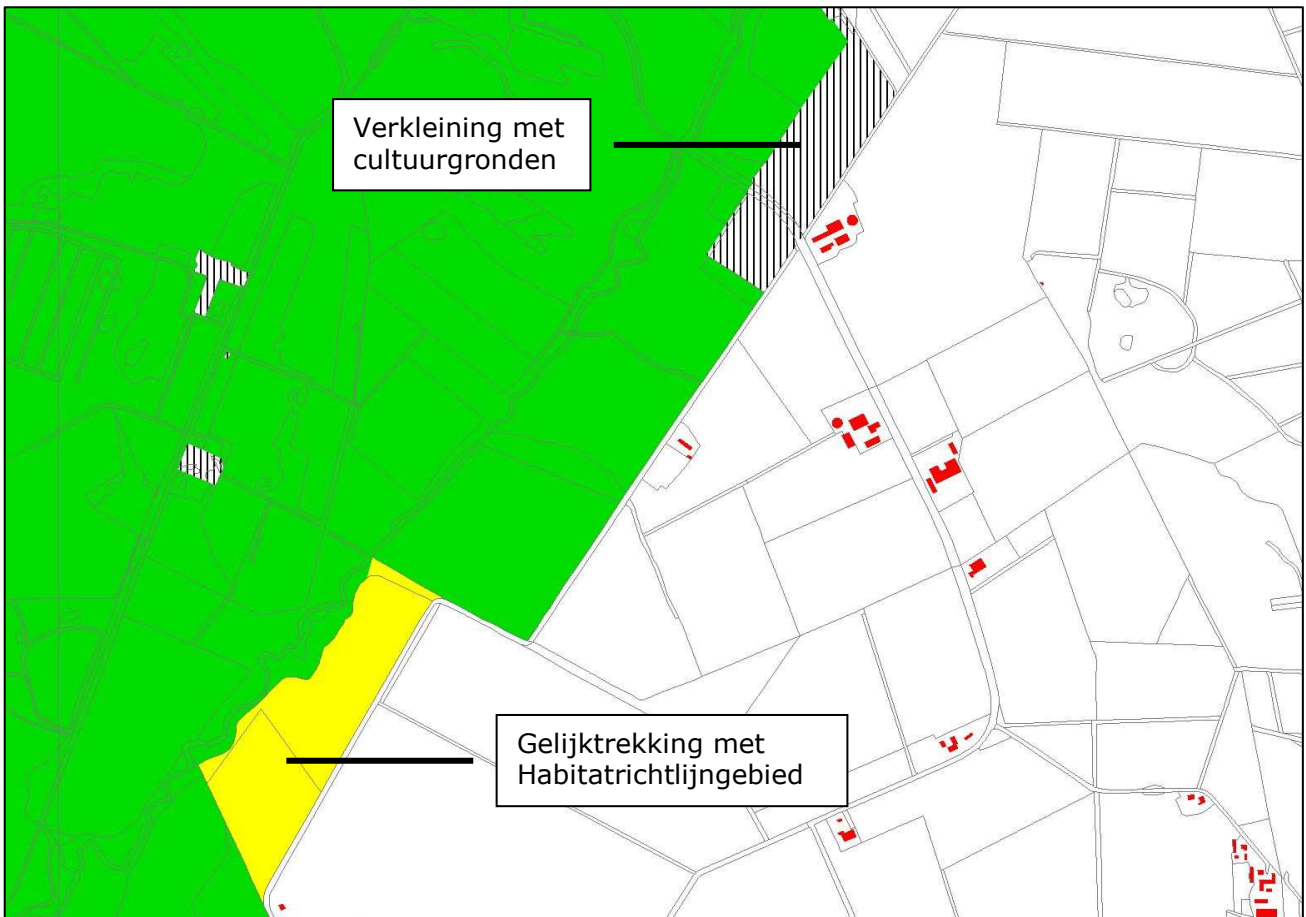 Verkleining met
cultuurgronden
Gelijktrekking met
Habitatrichtlijngebied